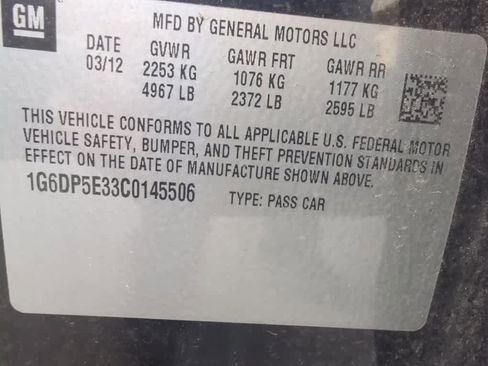 GM
MFD BY GENERAL MOTORS LLC
DATE GVWR GAWR FRT GAWR RR
03/12 2253 KG 1076 KG 1177 KG
4967 LB 2372 LB 2595 LB
THIS VEHICLE CONFORMS TO ALL APPLICABLE U.S. FEDERAL MOTOR
VEHICLE SAFETY, BUMPER, AND THEFT PREVENTION STANDARDS IN
EFFECT ON THE DATE OF MANUFACTURE SHOWN ABOVE.
1G6DP5E33C0145506 TYPE: PASS CAR